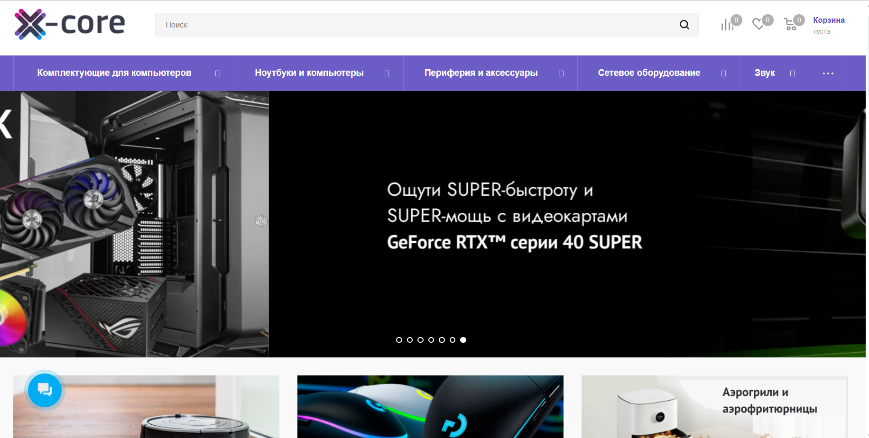 X-core
Поиск
0
0
0
Корзина
пуста
Комплектующие для компьютеров
Ноутбуки и компьютеры
Периферия и аксессуары
Сетевое оборудование
Звук
...
X
Ощути SUPER-быстроту и
SUPER-мощь с видеокартами
GeForce RTX™ серии 40 SUPER
Аэрогрили и
аэрофритюрницы